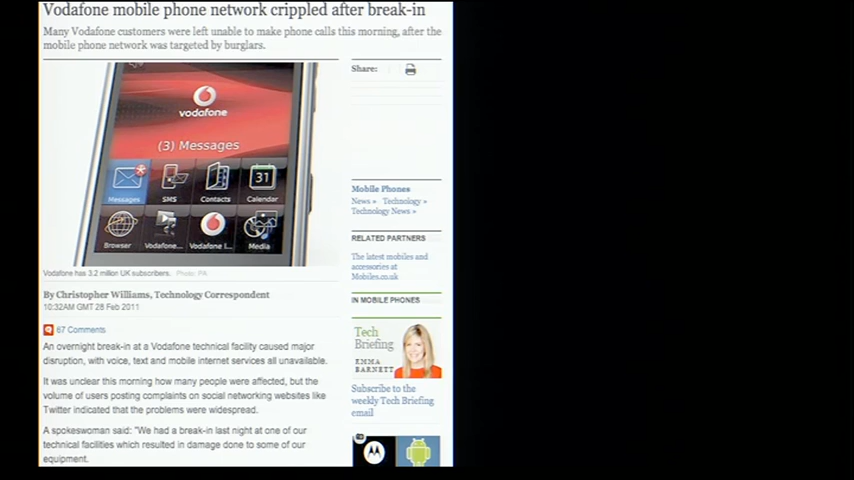 Vodafone mobile phone network crippled after break-in
Many Vodafone customers were left unable to make phone calls this morning, after the
mobile phone network was targeted by burglars.
Share:
vodafone
(3) Messages
31
Messages
SMS
Contacts
Calendar
Browser
Vodafone...
Vodafone l...
Media
Vodafone has 3.2 million UK subscribers. Photo: PA
By Christopher Williams, Technology Correspondent
10:32AM GMT 28 Feb 2011
67 Comments
An overnight break-in at a Vodafone technical facility caused major
disruption, with voice, text and mobile internet services all unavailable.
It was unclear this morning how many people were affected, but the
volume of users posting complaints on social networking websites like
Twitter indicated that the problems were widespread.
A spokeswoman said: "We had a break-in last night at one of our
technical facilities which resulted in damage done to some of our
equipment.
Mobile Phones
News »
Technology »
Technology News »
RELATED PARTNERS
The latest mobiles and
accessories at
Mobiles.co.uk
IN MOBILE PHONES
Tech
Briefing
EMMA
BARNETT
Subscribe to the
weekly Tech Briefing
email